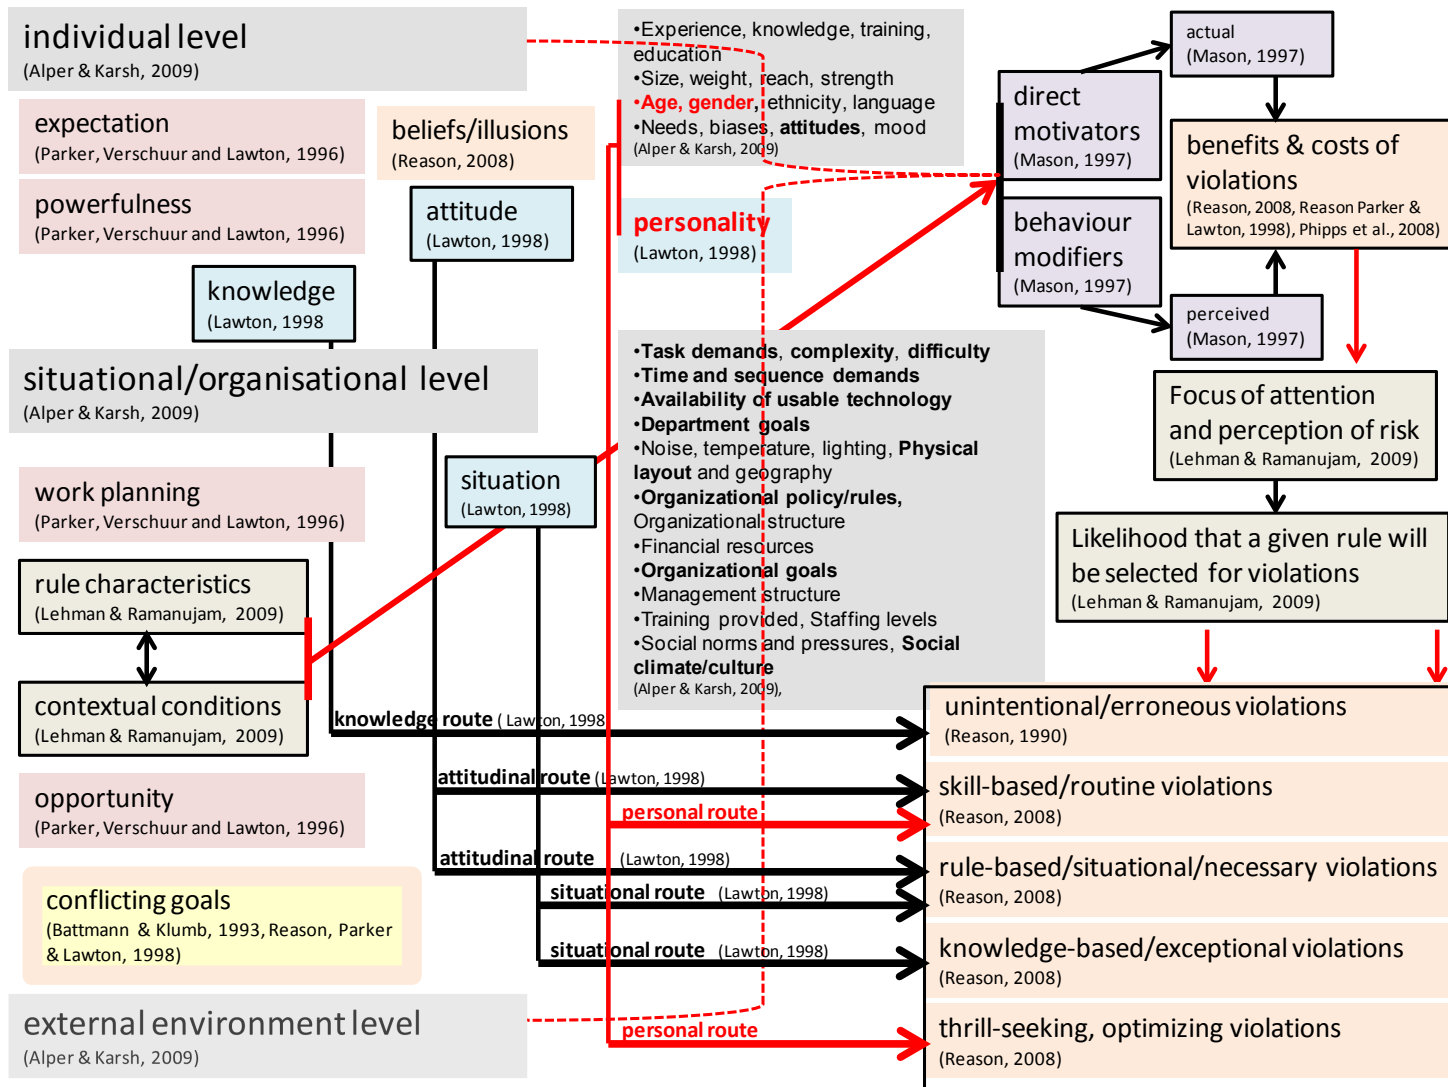 individual level
(Alper & Karsh, 2009)
expectation
(Parker, Verschuur and Lawton, 1996)
powerfulness
(Parker, Verschuur and Lawton, 1996)
beliefs/illusions
(Reason, 2008)
attitude
(Lawton, 1998)
knowledge
(Lawton, 1998
•Experience, knowledge, training,
education
•Size, weight, reach, strength
•Age, gender, ethnicity, language
•Needs, biases, attitudes, mood
(Alper & Karsh, 2009)
personality
(Lawton, 1998)
direct
motivators
(Mason, 1997)
behaviour
modifiers
(Mason, 1997)
actual
(Mason, 1997)
benefits & costs of
violations
(Reason, 2008, Reason Parker &
Lawton, 1998), Phipps et al., 2008)
perceived
(Mason, 1997)
Focus of attention
and perception of risk
(Lehman & Ramanujam, 2009)
Likelihood that a given rule will
be selected for violations
(Lehman & Ramanujam, 2009)
situational/organisational level
(Alper & Karsh, 2009)
work planning
(Parker, Verschuur and Lawton, 1996)
situation
(Lawton, 1998)
rule characteristics
(Lehman & Ramanujam, 2009)
contextual conditions
(Lehman & Ramanujam, 2009)
opportunity
(Parker, Verschuur and Lawton, 1996)
conflicting goals
(Battmann & Klumb, 1993, Reason, Parker
& Lawton, 1998)
external environment level
(Alper & Karsh, 2009)
•Task demands, complexity, difficulty
•Time and sequence demands
•Availability of usable technology
•Department goals
•Noise, temperature, lighting, Physical
layout and geography
•Organizational policy/rules,
Organizational structure
•Financial resources
•Organizational goals
•Management structure
•Training provided, Staffing levels
•Social norms and pressures, Social
climate/culture
(Alper & Karsh, 2009),
knowledge route ( Lawton, 1998
attitudinal route (Lawton, 1998)
personal route
attitudinal route (Lawton, 1998)
situational route (Lawton, 1998)
situational route (Lawton, 1998)
personal route
unintentional/erroneous violations
(Reason, 1990)
skill-based/routine violations
(Reason, 2008)
rule-based/situational/necessary violations
(Reason, 2008)
knowledge-based/exceptional violations
(Reason, 2008)
thrill-seeking, optimizing violations
(Reason, 2008)